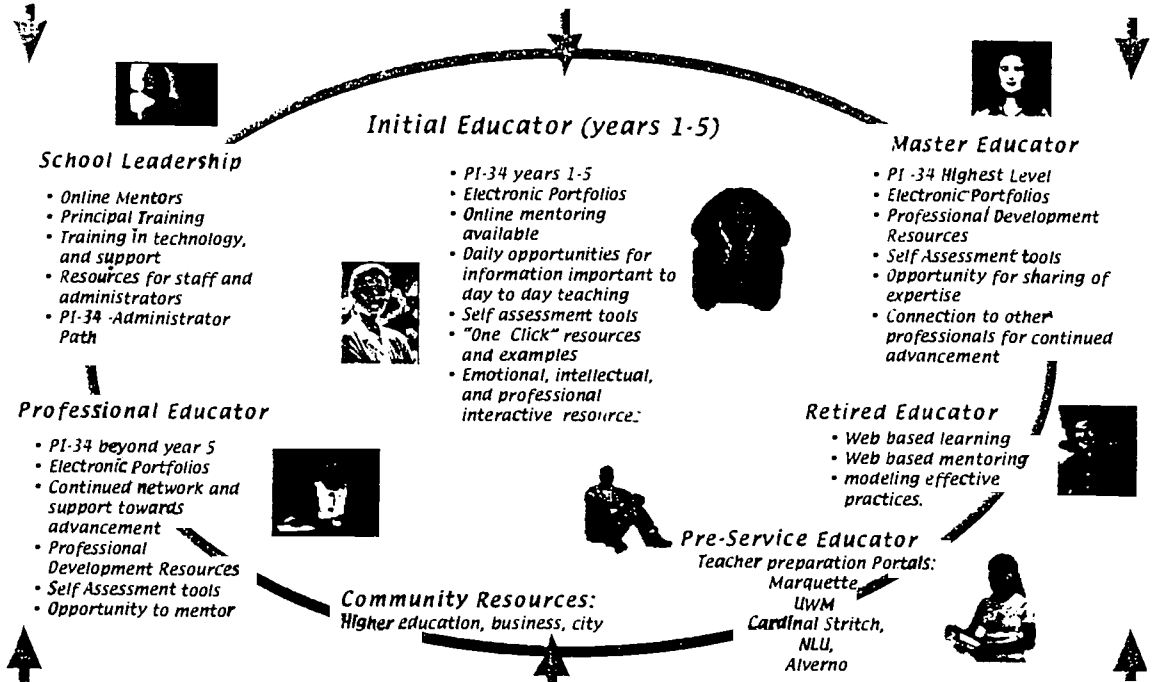 Initial Educator (years 1-5)
• PI-34 years 1-5
• Electronic Portfolios
• Online mentoring
available
• Daily opportunities for
information important to
day to day teaching
• Self assessment tools
• "One Click" resources
and examples
• Emotional, intellectual,
and professional
interactive resources
School Leadership
• Online Mentors
• Principal Training
• Training in technology,
and support
• Resources for staff and
administrators
• PI-34 -Administrator
Path
Master Educator
• PI -34 Highest Level
• Electronic Portfolios
• Professional Development
Resources
• Self Assessment tools
• Opportunity for sharing of
expertise
• Connection to other
professionals for continued
advancement
Professional Educator
• PI-34 beyond year 5
• Electronic Portfolios
• Continued network and
support towards
advancement
• Professional
Development Resources
• Self Assessment tools
• Opportunity to mentor
Retired Educator
• Web based learning
• Web based mentoring
• modeling effective
practices.
Pre-Service Educator
Teacher preparation Portals:
Marquette,
UWM
Cardinal Stritch,
NLU,
Alverno
Community Resources:
Higher education, business, city